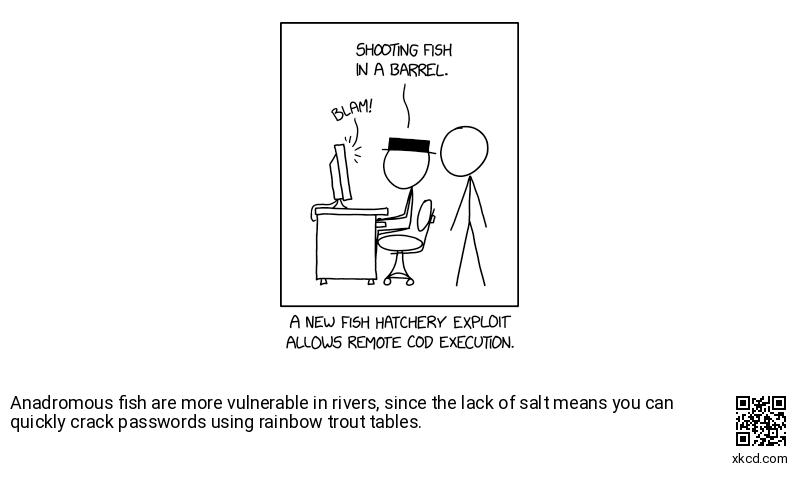 SHOOTING FISH
IN A BARREL.
BLAM!
A NEW FISH HATCHERY EXPLOIT
ALLOWS REMOTE COD EXECUTION.
Anadromous fish are more vulnerable in rivers, since the lack of salt means you can
quickly crack passwords using rainbow trout tables.
xkcd.com